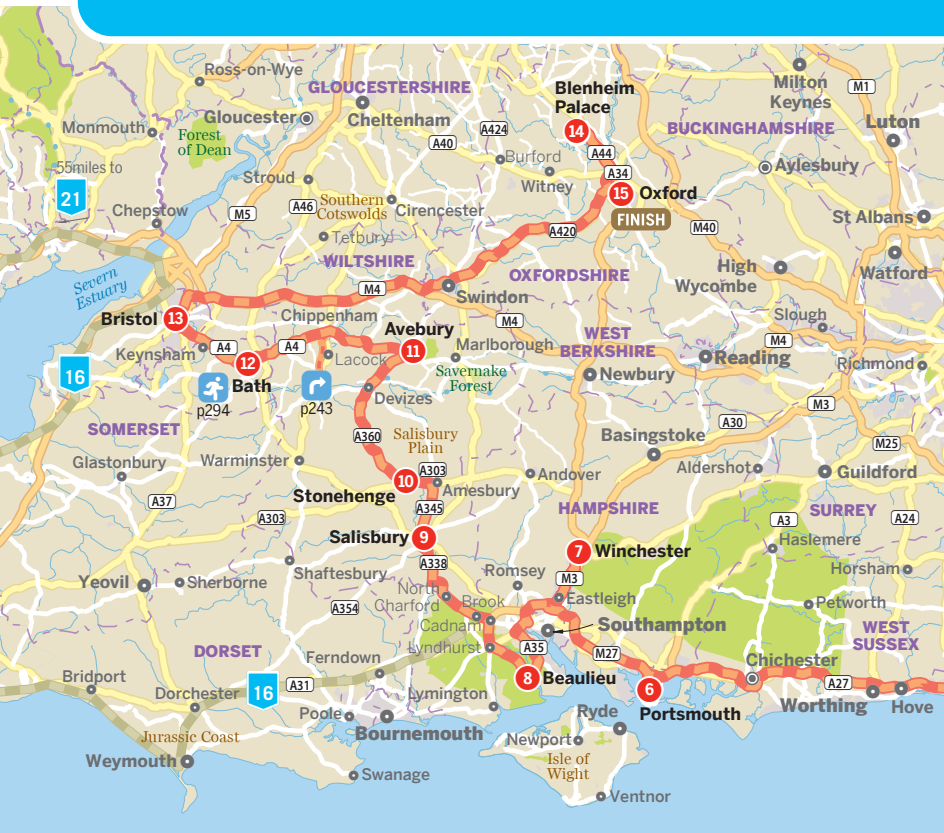 Ross-on-Wye
GLOUCESTERSHIRE
Blenheim
Palace
14
Milton
Keynes
M1
Monmouth
Gloucester
Cheltenham
A424
A40
BUCKINGHAMSHIRE
Luton
Forest
of Dean
A44
Burford
Witney
A34
Aylesbury
55miles to
21
Stroud
15
Oxford
FINISH
Chepstow
M5
A46
Southern
Cotswolds
Cirencester
A420
M40
St Albans
Tetbury
WILTSHIRE
OXFORDSHIRE
High
Wycombe
Watford
Severn
Estuary
M4
Swindon
Bristol
13
Chippenham
Avebury
M4
Slough
Keynsham
A4
12
A4
Lacock
11
Marlborough
WEST
BERKSHIRE
M4
Reading
Richmond
16
Bath
p294
p243
Savernake
Forest
Newbury
Devizes
M3
SOMERSET
A360
Salisbury
Plain
Basingstoke
A30
M25
Glastonbury
Warminster
10
A303
Andover
Aldershot
Guildford
Stonehenge
Amesbury
A37
A303
A345
HAMPSHIRE
SURREY
A3
A24
Salisbury
9
7
Winchester
Haslemere
A338
Yeovil
Sherborne
Shaftesbury
Romsey
M3
Horsham
A354
North
Charford
Brook
Eastleigh
Petworth
Cadnam
Southampton
WEST
SUSSEX
DORSET
Lyndhurst
A35
M27
Ferndown
8
Beaulieu
6
Chichester
A27
Bridport
Dorchester
16
A31
Lymington
Portsmouth
Worthing
Hove
Poole
Bournemouth
Ryde
Jurassic Coast
Newport
Weymouth
Isle of
Wight
Swanage
Ventnor